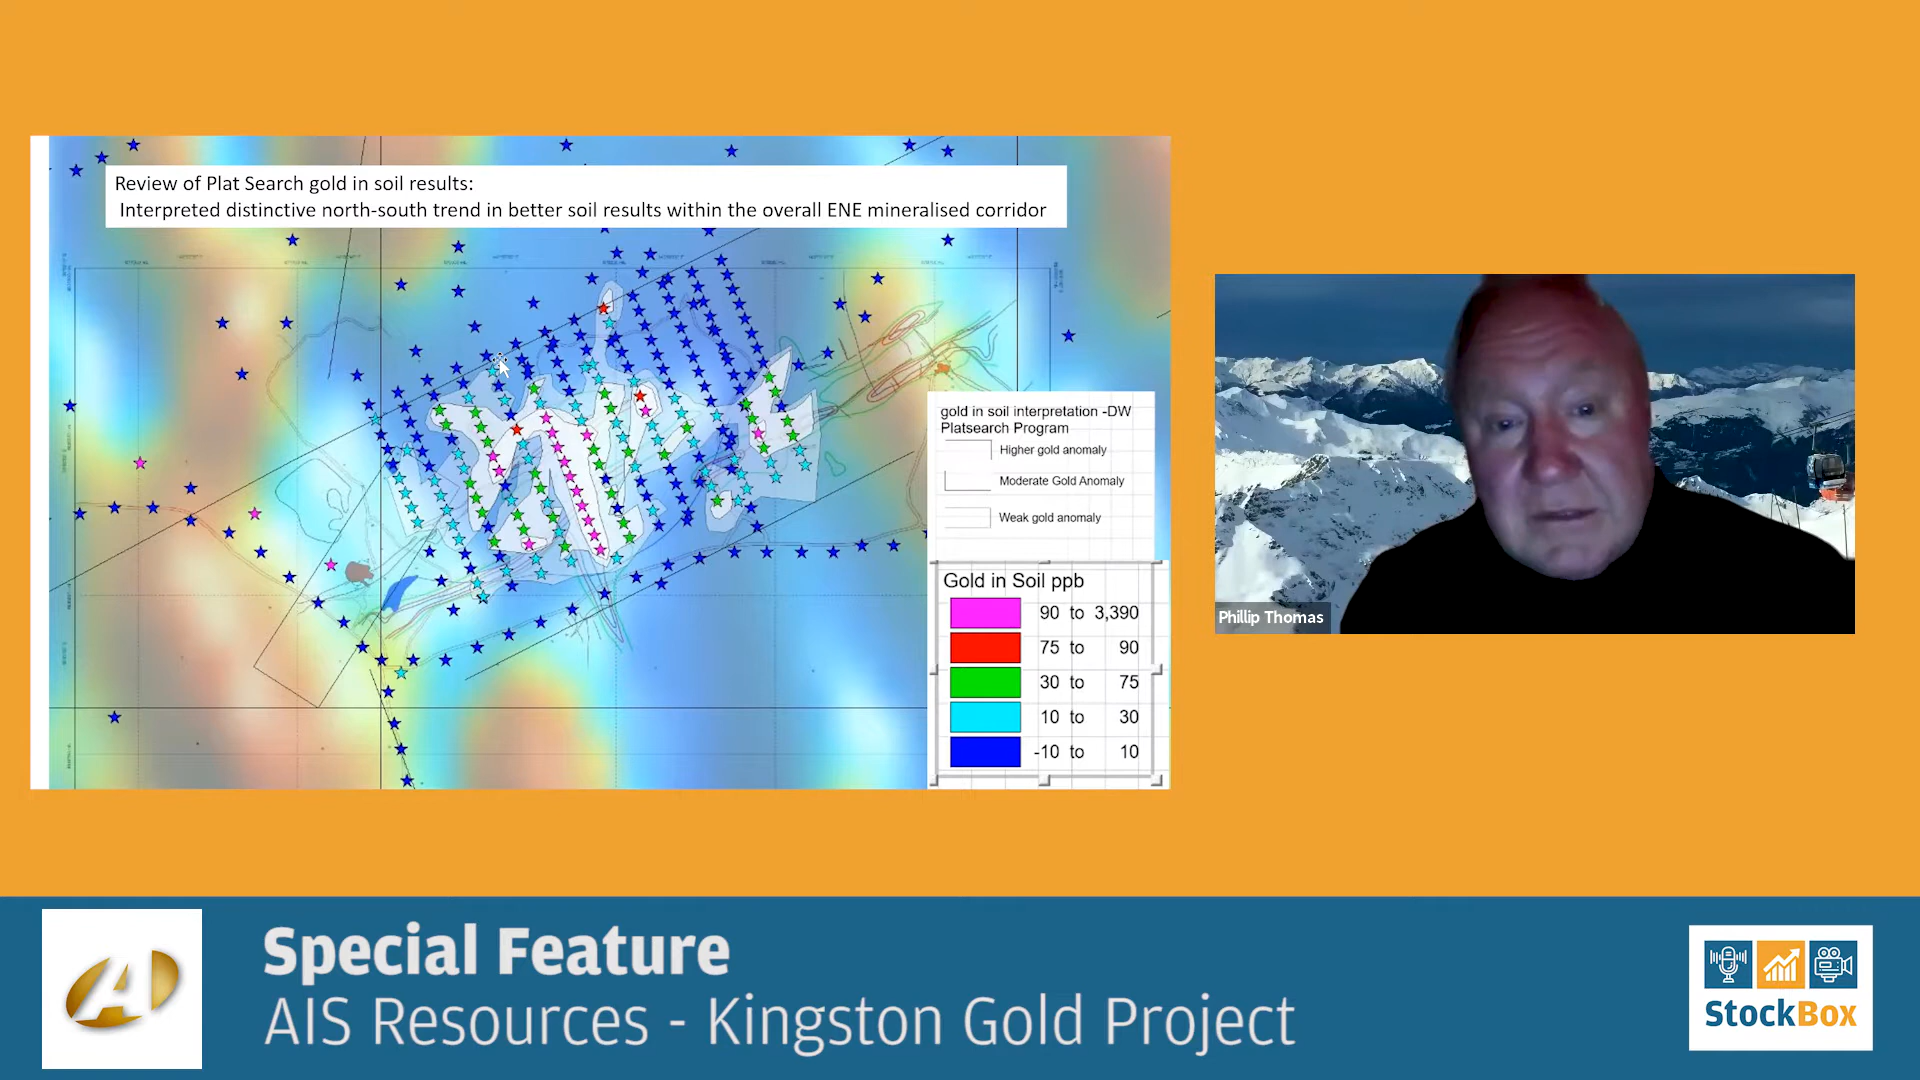 Review of Plat Search gold in soil results:
Interpreted distinctive north-south trend in better soil results within the overall ENE mineralised corridor
gold in soil interpretation -DW
Platsearch Program
Higher gold anomaly
Moderate Gold Anomaly
Weak gold anomaly
Gold in Soil ppb
90 to 3,390
75 to 90
30 to 75
10 to 30
-10 to 10
Phillip Thomas
Special Feature
AIS Resources - Kingston Gold Project
StockBox